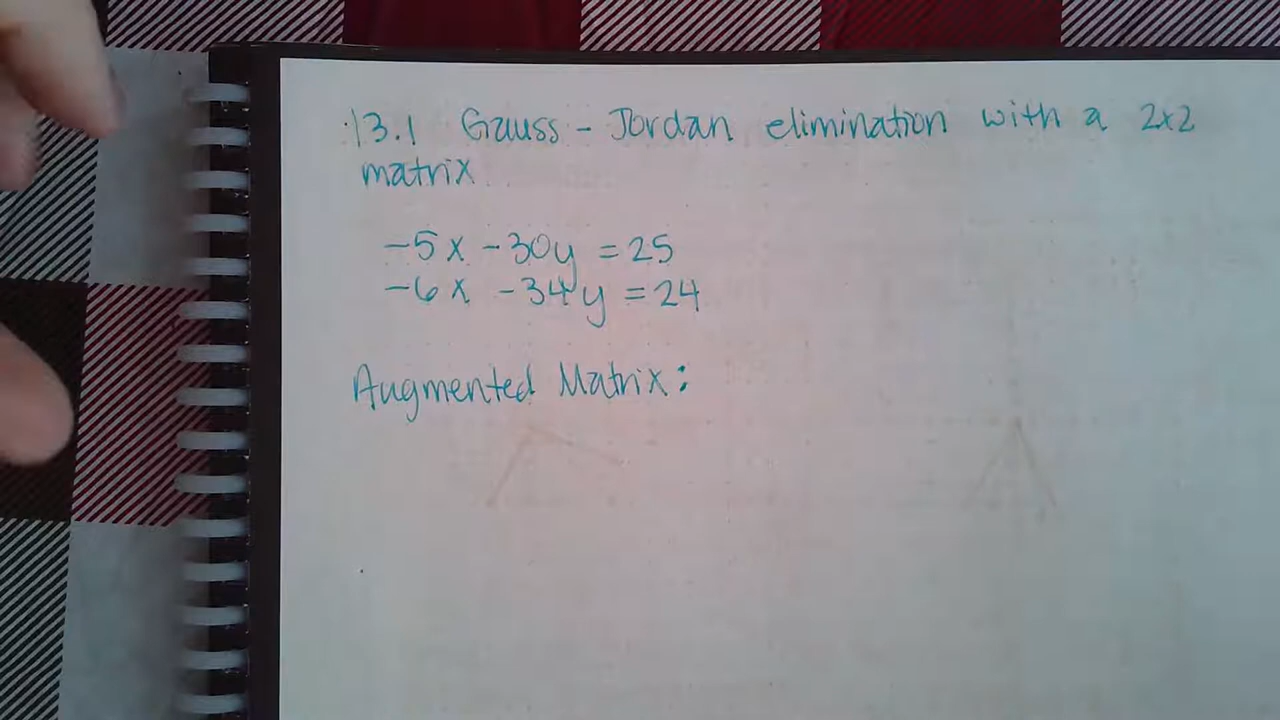 13.1 Gauss - Jordan elimination with a 2x2
matrix
-5x -30y = 25
-6x -34y = 24
Augmented Matrix: